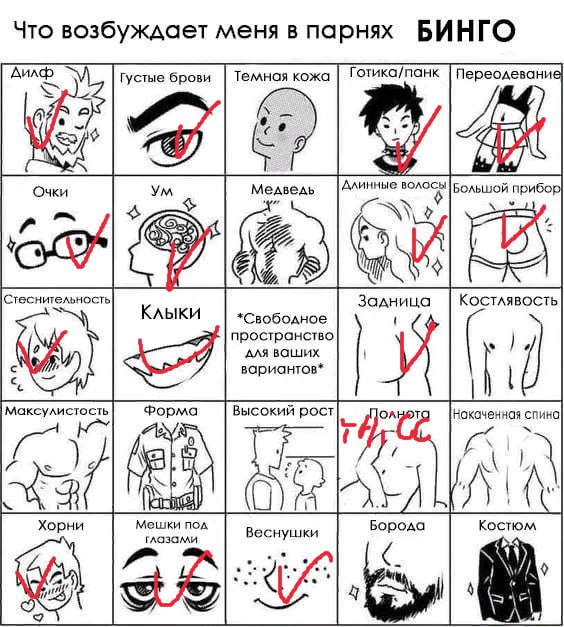 Что возбуждает меня в парнях БИНГО
Дилф
Густые брови
Темная кожа
Готика/панк
Переодевание
Очки
Ум
Медведь
Длинные волосы
Большой прибор
Стеснительность
Клыки
*Свободное
пространство
для ваших
вариантов*
Задница
Костлявость
Максулистость
Форма
Высокий рост
Полнота
Накаченная спина
Хорни
Мешки под
глазами
Веснушки
Борода
Костюм